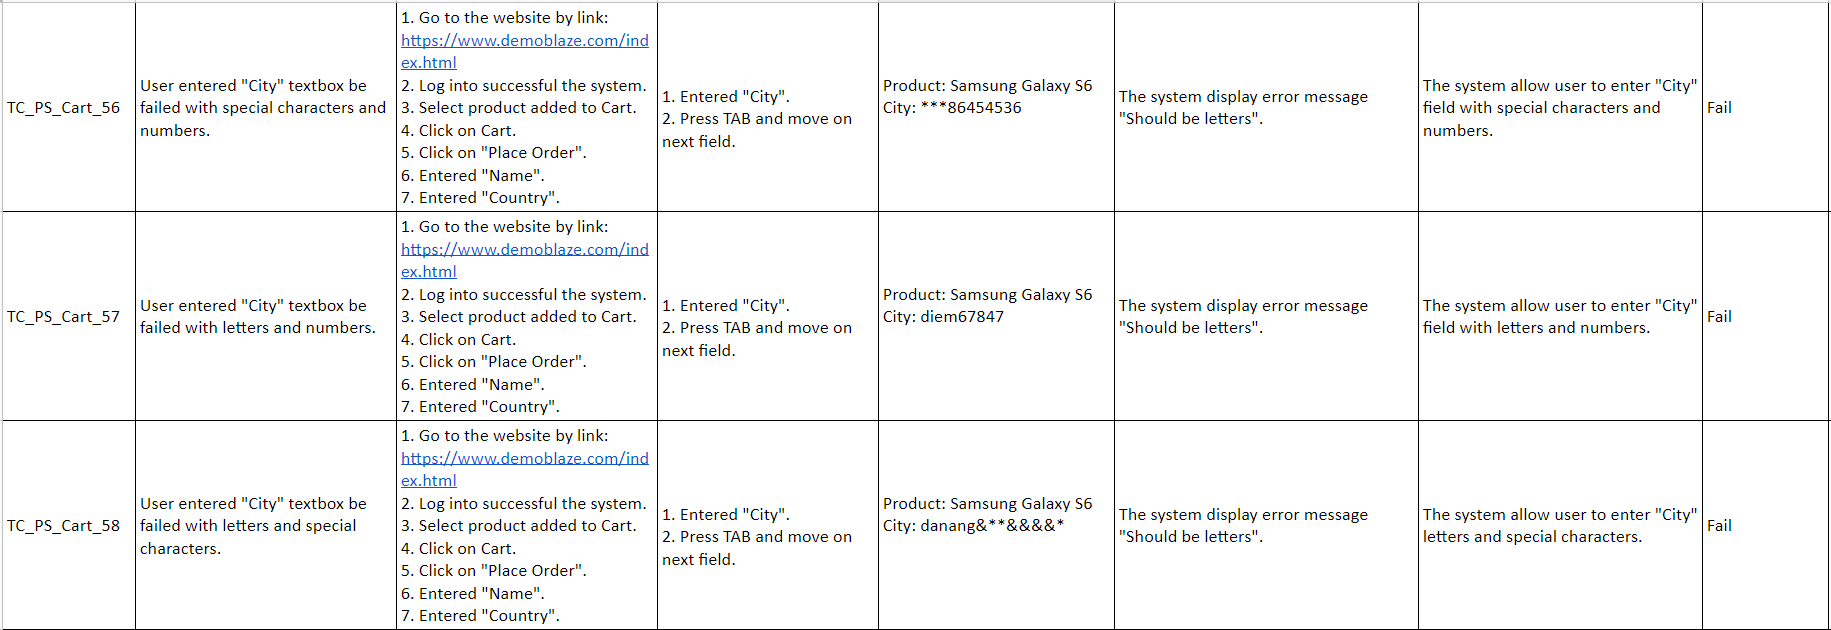 TC_PS_Cart_56
User entered "City" textbox be
failed with special characters and
numbers.
1. Go to the website by link:
https://www.demoblaze.com/ind
ex.html
2. Log into successful the system.
3. Select product added to Cart.
4. Click on Cart.
5. Click on "Place Order".
6. Entered "Name".
7. Entered "Country".
1. Entered "City".
2. Press TAB and move on
next field.
Product: Samsung Galaxy S6
City: ***86454536
The system display error message
"Should be letters".
The system allow user to enter "City"
field with special characters and
numbers.
Fail
TC_PS_Cart_57
User entered "City" textbox be
failed with letters and numbers.
1. Go to the website by link:
https://www.demoblaze.com/ind
ex.html
2. Log into successful the system.
3. Select product added to Cart.
4. Click on Cart.
5. Click on "Place Order".
6. Entered "Name".
7. Entered "Country".
1. Entered "City".
2. Press TAB and move on
next field.
Product: Samsung Galaxy S6
City: diem67847
The system display error message
"Should be letters".
The system allow user to enter "City"
field with letters and numbers.
Fail
TC_PS_Cart_58
User entered "City" textbox be
failed with letters and special
characters.
1. Go to the website by link:
https://www.demoblaze.com/ind
ex.html
2. Log into successful the system.
3. Select product added to Cart.
4. Click on Cart.
5. Click on "Place Order".
6. Entered "Name".
7. Entered "Country".
1. Entered "City".
2. Press TAB and move on
next field.
Product: Samsung Galaxy S6
City: danang&**&&&&*
The system display error message
"Should be letters".
The system allow user to enter "City"
letters and special characters.
Fail